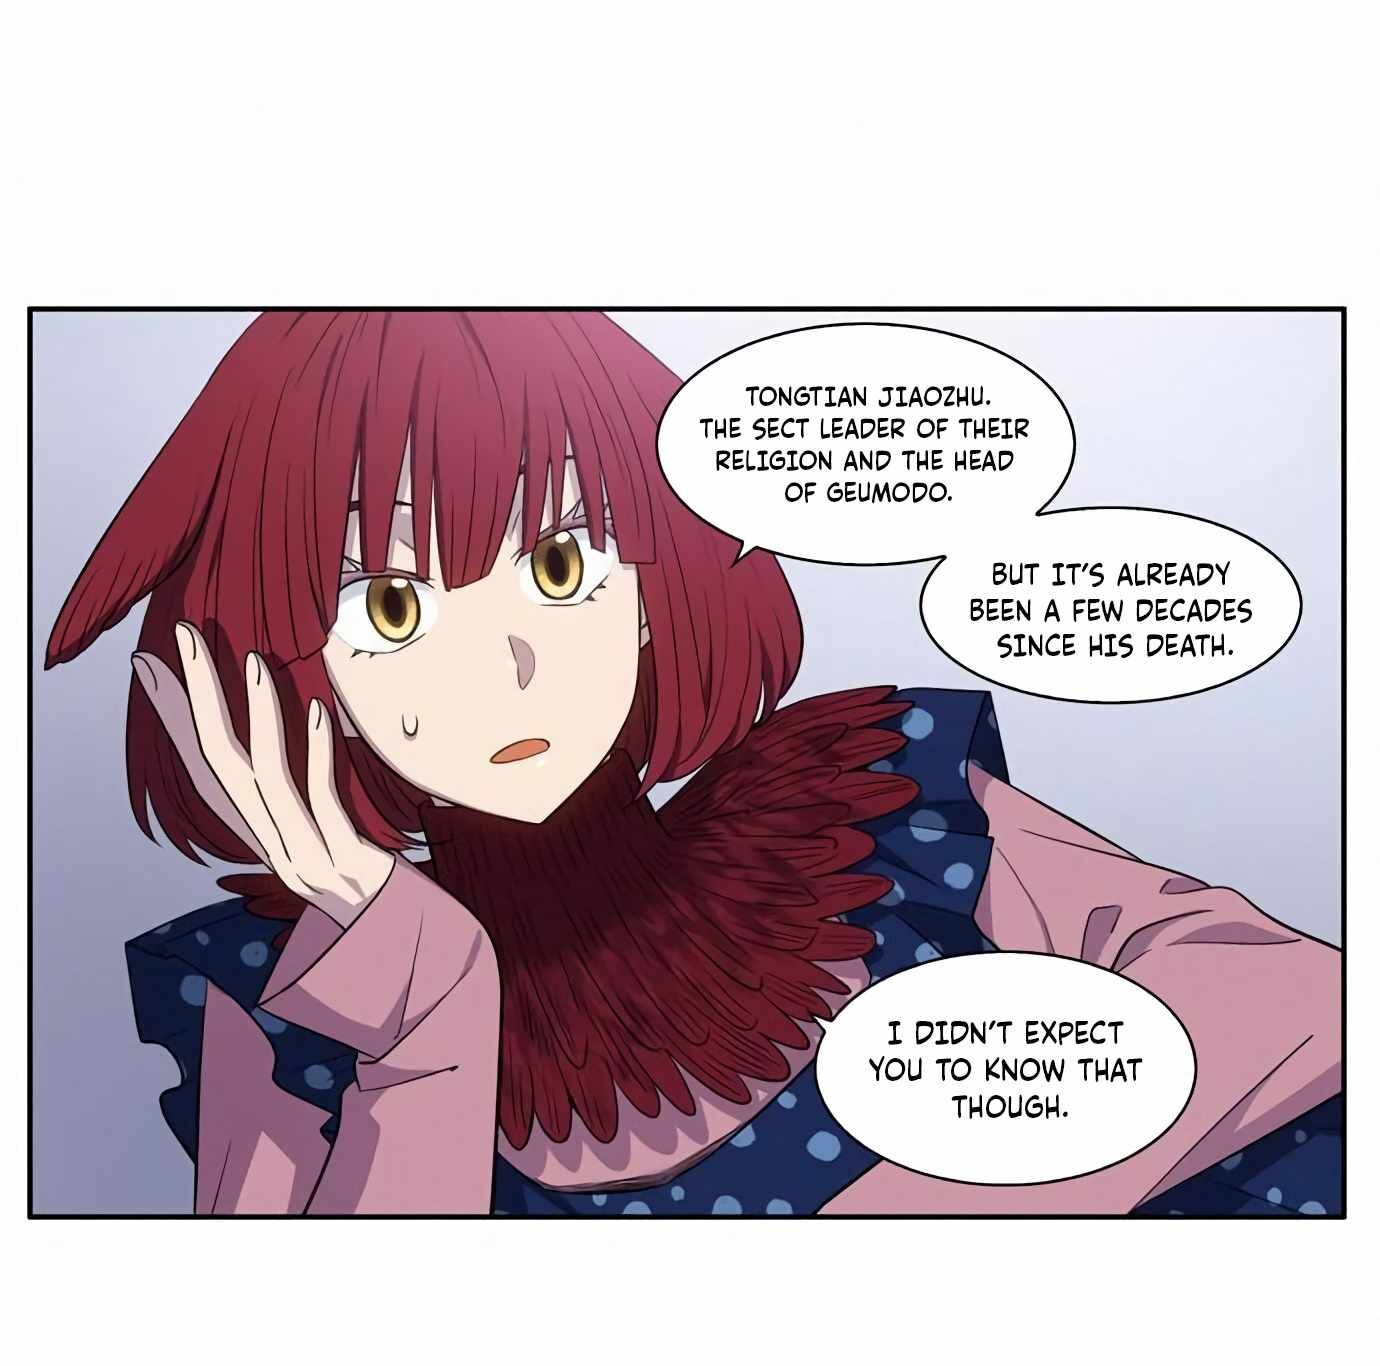 TONGTIAN JIAOZHU.
THE SECT LEADER OF THEIR
RELIGION AND THE HEAD
OF GEUMODO.
BUT IT'S ALREADY
BEEN A FEW DECADES
SINCE HIS DEATH.
I DIDN'T EXPECT
YOU TO KNOW THAT
THOUGH.